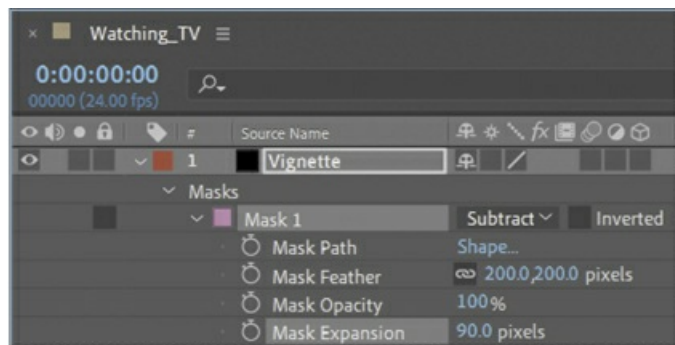 Watching_TV
0:00:00:00
00000 (24.00 fps)
# Source Name fx
1 Vignette
Masks
Mask 1 Subtract Inverted
Mask Path Shape...
Mask Feather 200.0,200.0 pixels
Mask Opacity 100%
Mask Expansion 90.0 pixels